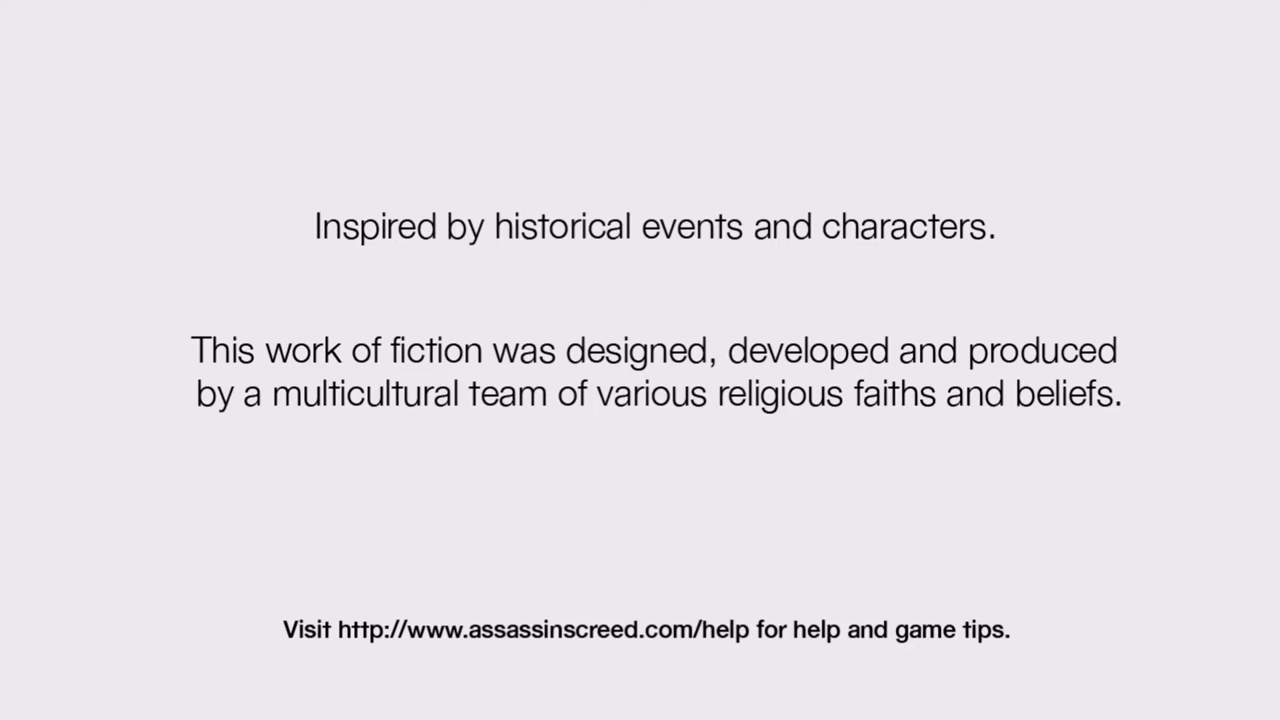 Inspired by historical events and characters.
This work of fiction was designed, developed and produced
by a multicultural team of various religious faiths and beliefs.
Visit http://www.assassinscreed.com/help for help and game tips.